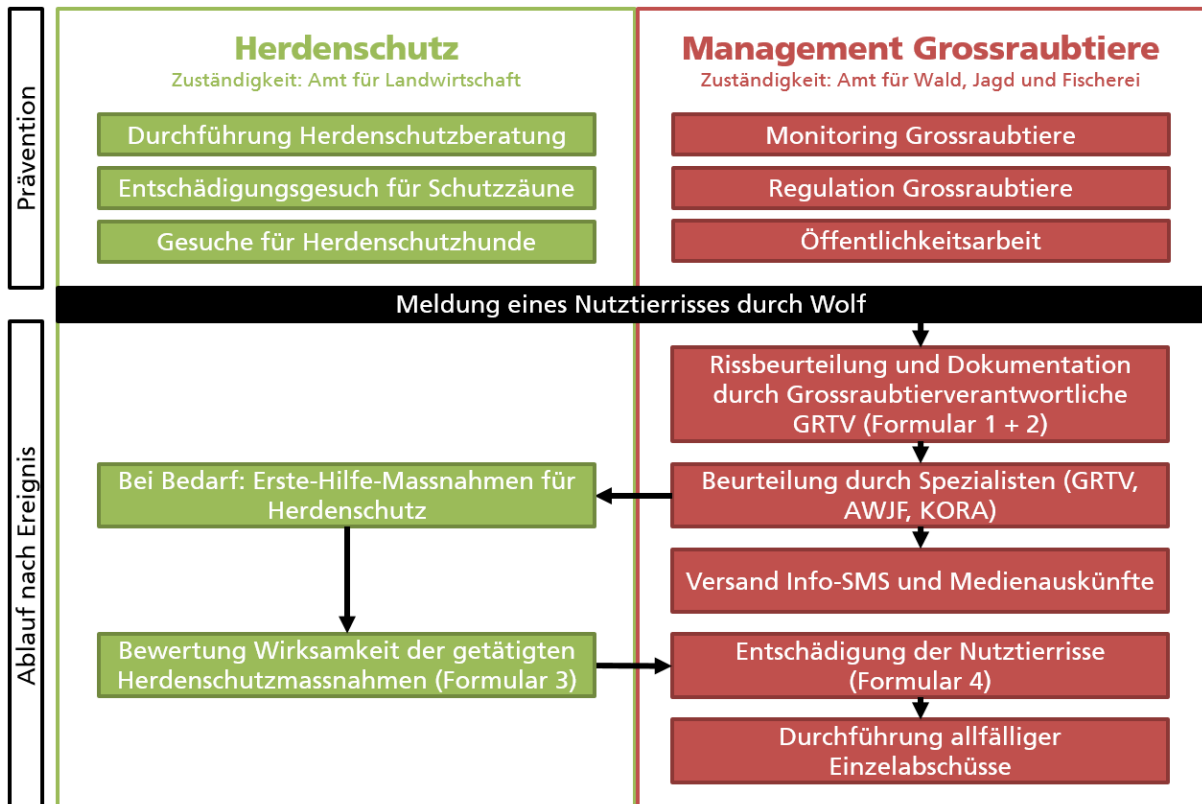 Prävention
Herdenschutz
Zuständigkeit: Amt für Landwirtschaft
Durchführung Herdenschutzberatung
Entschädigungsgesuch für Schutzzäune
Gesuche für Herdenschutzhunde
Management Grossraubtiere
Zuständigkeit: Amt für Wald, Jagd und Fischerei
Monitoring Grossraubtiere
Regulation Grossraubtiere
Öffentlichkeitsarbeit
Meldung eines Nutztierrisses durch Wolf
Ablauf nach Ereignis
Rissbeurteilung und Dokumentation
durch Grossraubtierverantwortliche
GRTV (Formular 1 + 2)
Beurteilung durch Spezialisten (GRTV,
AWJF, KORA)
Bei Bedarf: Erste-Hilfe-Massnahmen für
Herdenschutz
Versand Info-SMS und Medienauskünfte
Bewertung Wirksamkeit der getätigten
Herdenschutzmassnahmen (Formular 3)
Entschädigung der Nutztierrisse
(Formular 4)
Durchführung allfälliger
Einzelabschüsse